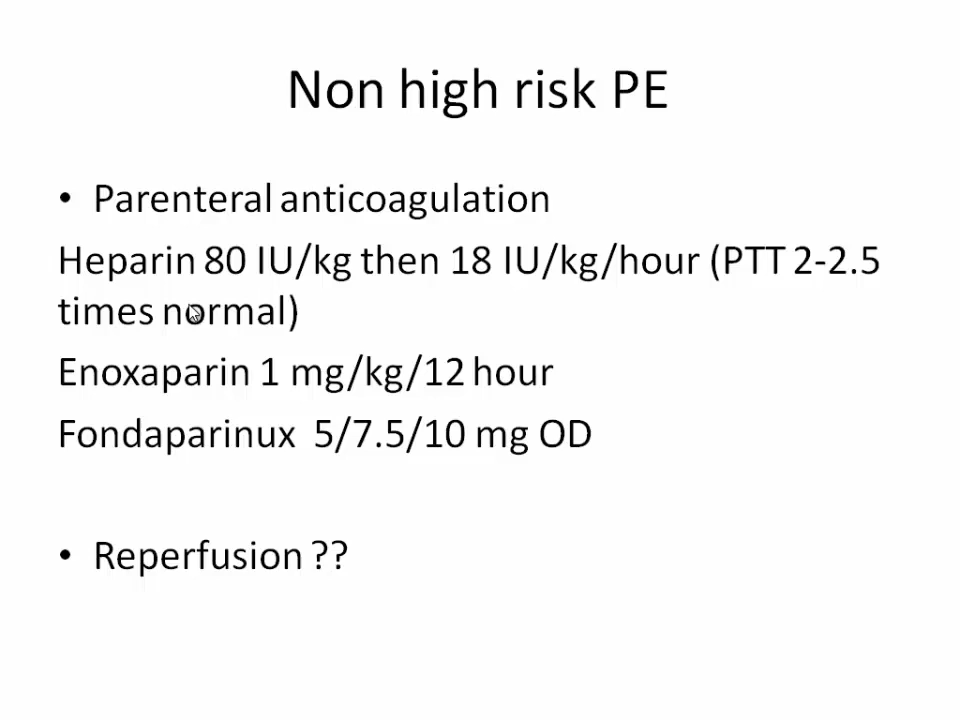 Non high risk PE
• Parenteral anticoagulation
Heparin 80 IU/kg then 18 IU/kg/hour (PTT 2-2.5
times normal)
Enoxaparin 1 mg/kg/12 hour
Fondaparinux 5/7.5/10 mg OD
• Reperfusion ??